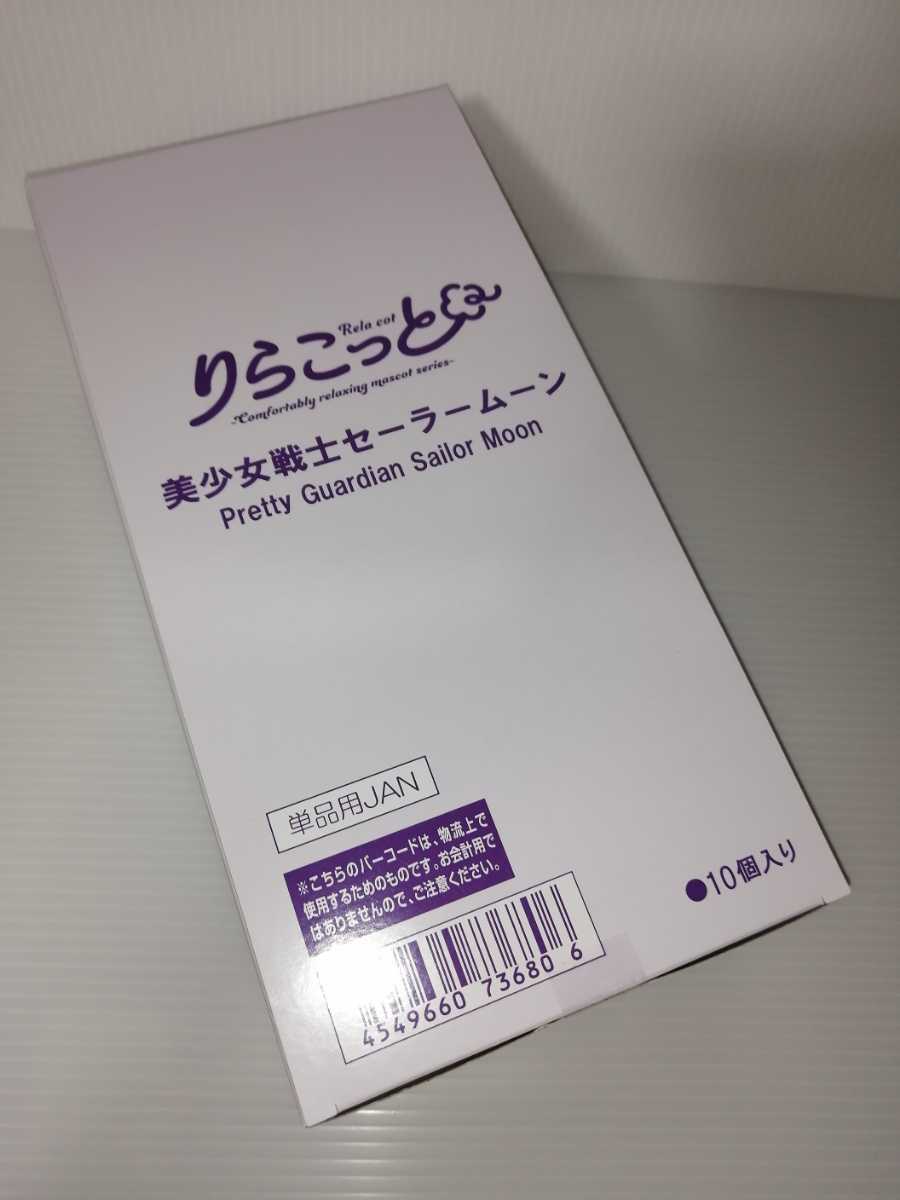 Rela cot
りらこっと
~Comfortably relaxing mascot series~
美少女戦士セーラームーン
Pretty Guardian Sailor Moon
単品用JAN
※こちらのバーコードは、物流上で
使用するためのものです。お会計用で
はありませんので、ご注意ください。
4549660 73680 6
●10個入り